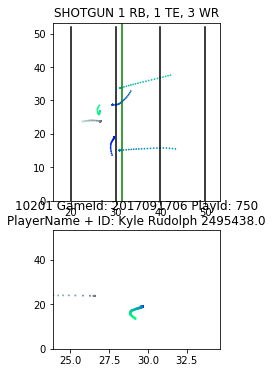 SHOTGUN 1 RB, 1 TE, 3 WR
50
40
30
20
10
0
20 30 40 50
10201 GameId: 2017091706 PlayId: 750
PlayerName + ID: Kyle Rudolph 2495438.0
40
20
0
25.0 27.5 30.0 32.5